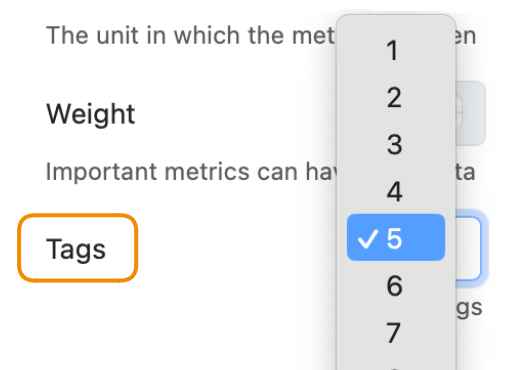 The unit in which the met en
1
2
Weight
3
Important metrics can hav ta
4
✓ 5
Tags
6
gs
7